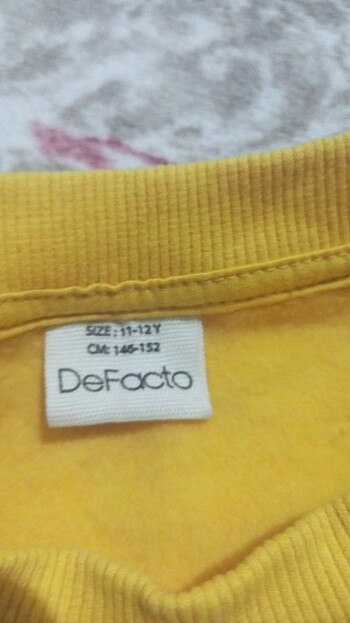 SIZE : 11-12Y
CM: 146-152
DeFacto